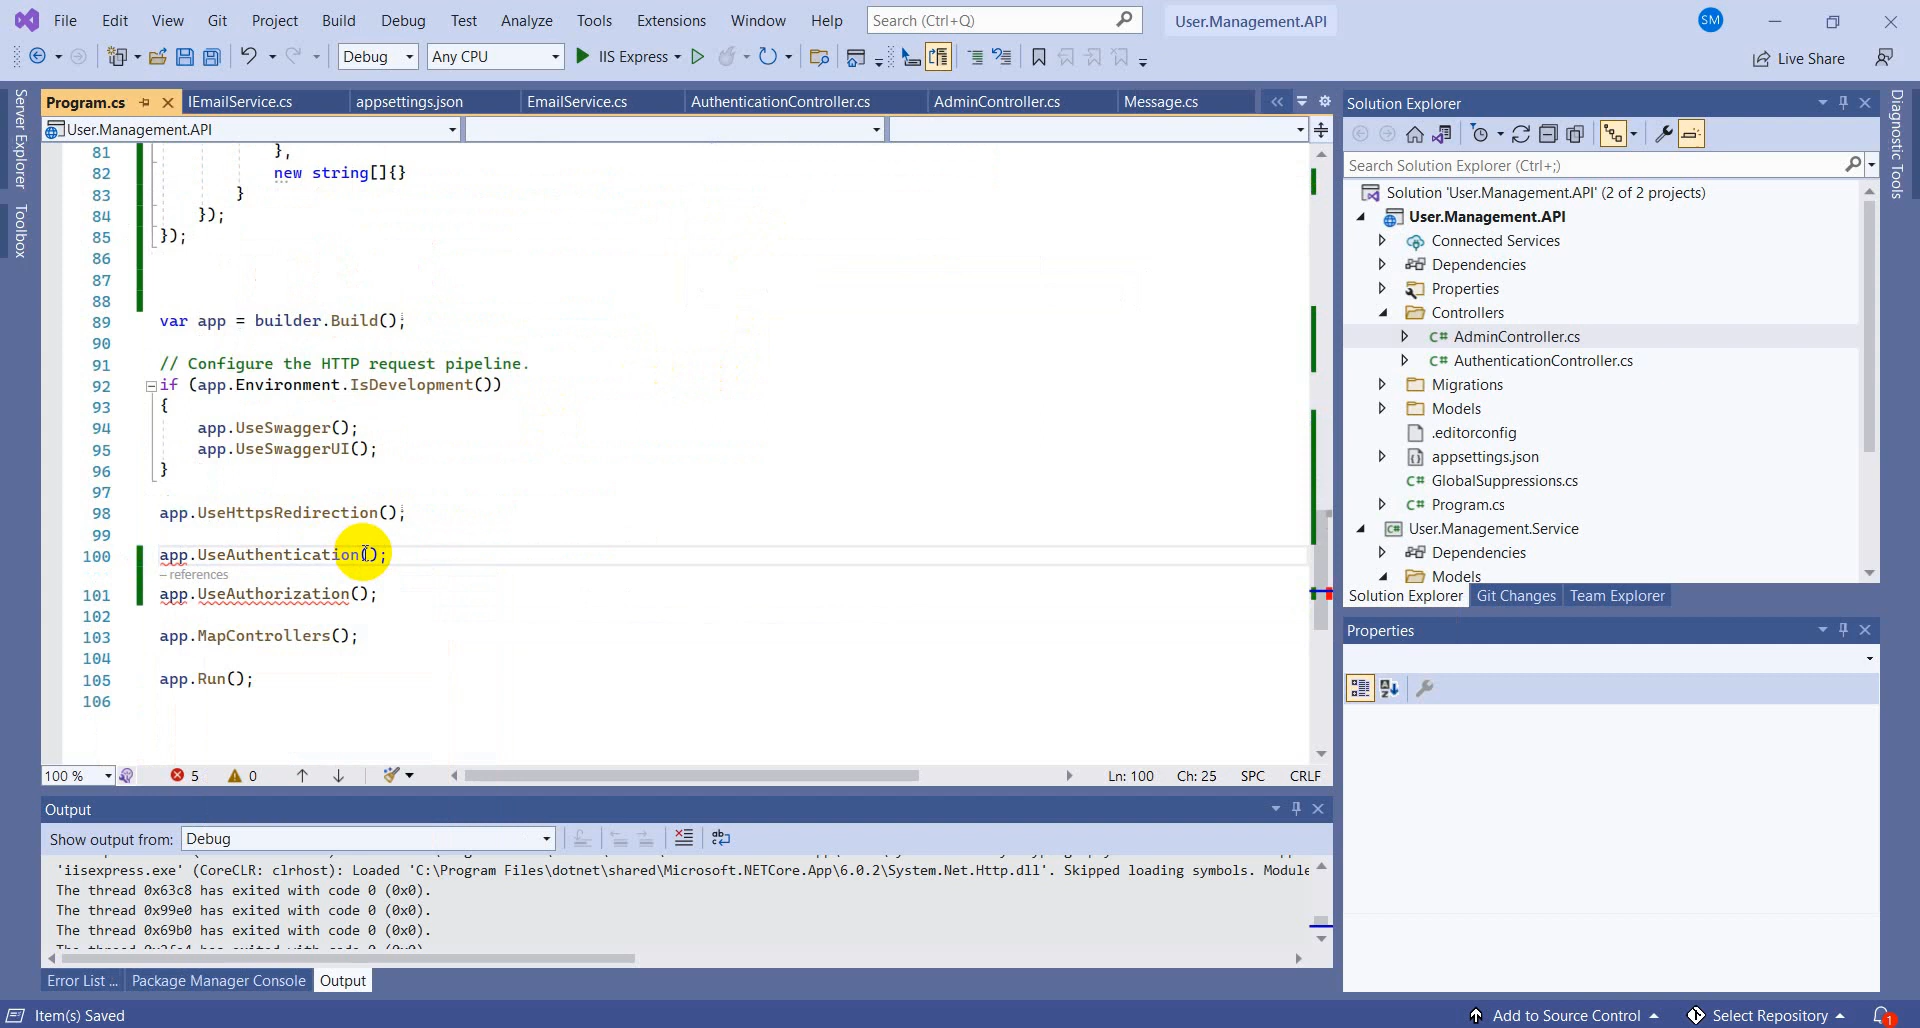 File Edit View Git Project Build Debug Test Analyze Tools Extensions Window Help Search (Ctrl+Q) User.Management.API SM
Debug Any CPU IIS Express Live Share
Server Explorer
Toolbox
Program.cs IEmailService.cs appsettings.json EmailService.cs AuthenticationController.cs AdminController.cs Message.cs
User.Management.API
81 },
82 new string[]{}
83 }
84 });
85 });
86
87
88
89 var app = builder.Build();
90
91 // Configure the HTTP request pipeline.
92 if (app.Environment.IsDevelopment())
93 {
94 app.UseSwagger();
95 app.UseSwaggerUI();
96 }
97
98 app.UseHttpsRedirection();
99
100 app.UseAuthentication();
– references
101 app.UseAuthorization();
102
103 app.MapControllers();
104
105 app.Run();
106
100 % 5 0 Ln: 100 Ch: 25 SPC CRLF
Output
Show output from: Debug
'iisexpress.exe' (CoreCLR: clrhost): Loaded 'C:\Program Files\dotnet\shared\Microsoft.NETCore.App\6.0.2\System.Net.Http.dll'. Skipped loading symbols. Module
The thread 0x63c8 has exited with code 0 (0x0).
The thread 0x99e0 has exited with code 0 (0x0).
The thread 0x69b0 has exited with code 0 (0x0).
Error List ... Package Manager Console Output
Solution Explorer
Search Solution Explorer (Ctrl+;)
Solution 'User.Management.API' (2 of 2 projects)
User.Management.API
Connected Services
Dependencies
Properties
Controllers
C# AdminController.cs
C# AuthenticationController.cs
Migrations
Models
.editorconfig
appsettings.json
C# GlobalSuppressions.cs
C# Program.cs
C# User.Management.Service
Dependencies
Models
Solution Explorer Git Changes Team Explorer
Properties
Diagnostic Tools
Item(s) Saved Add to Source Control Select Repository 1